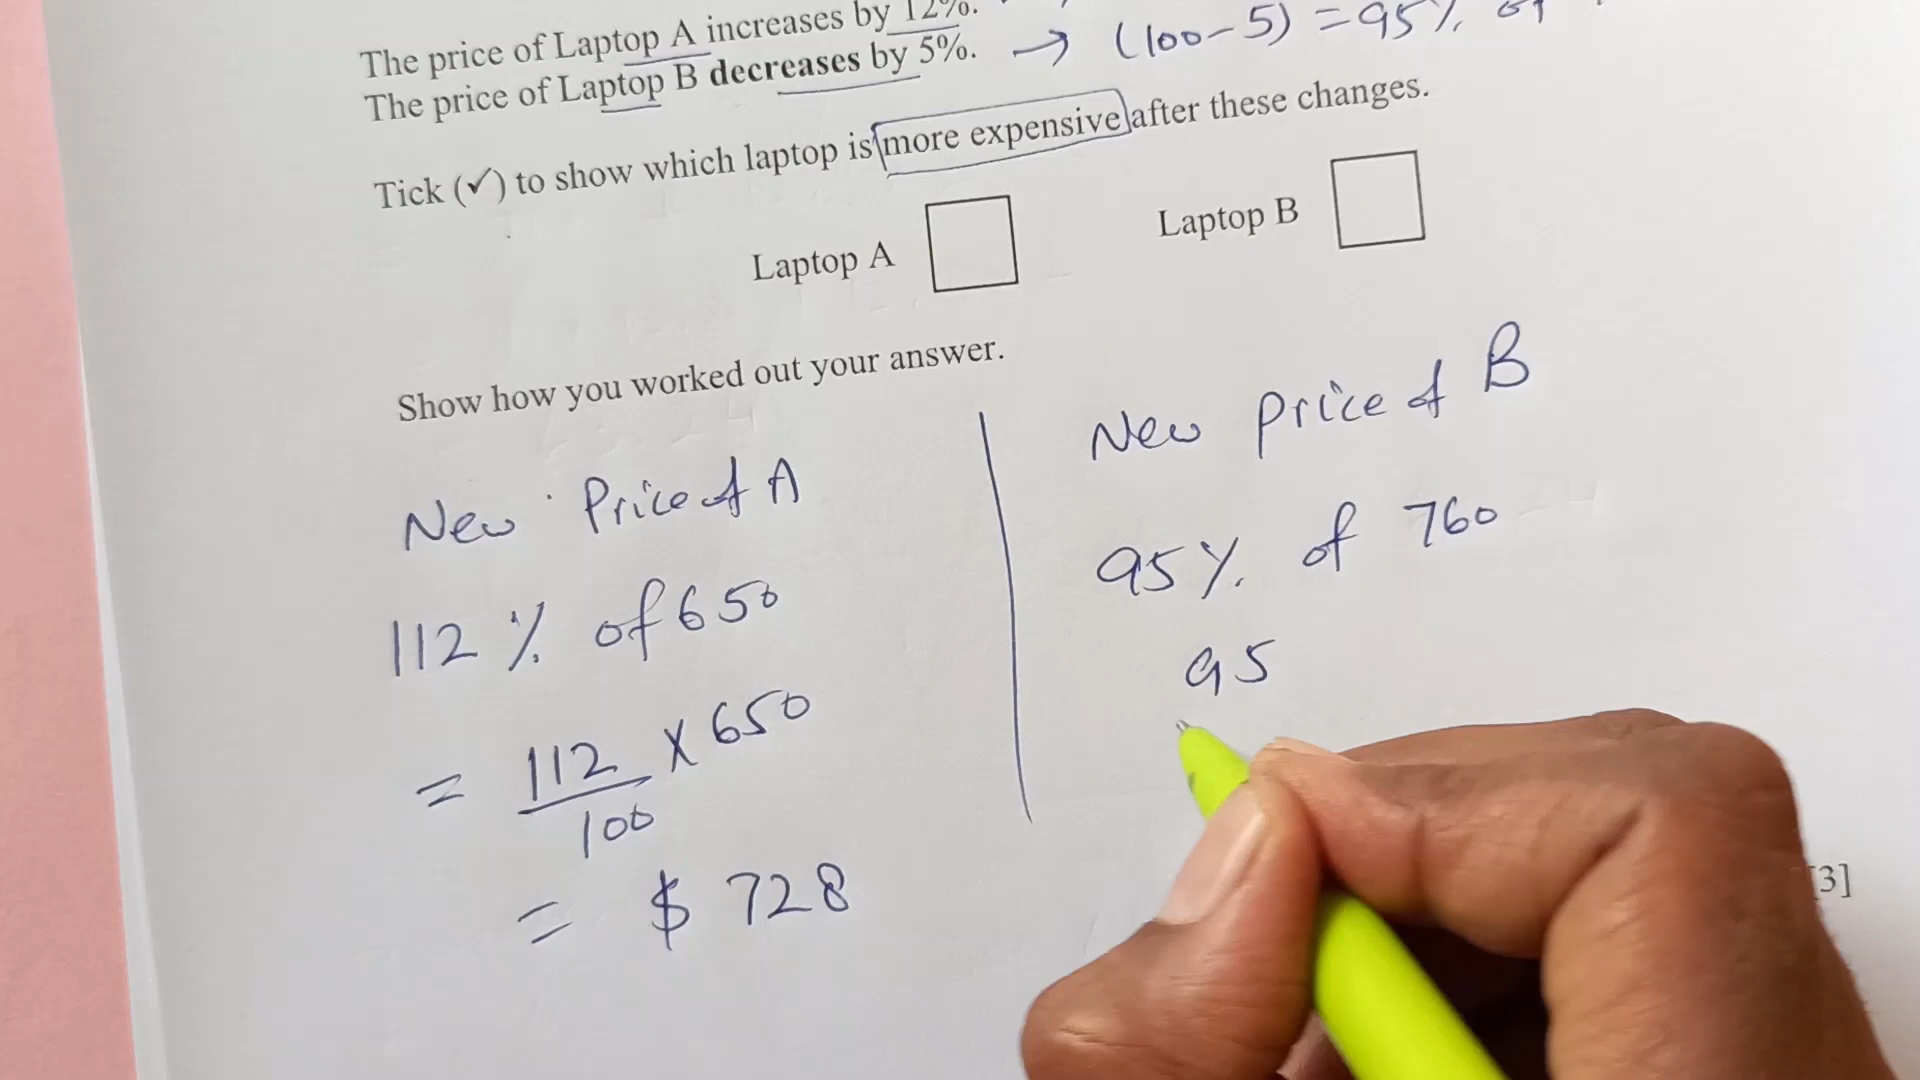 The price of Laptop A increases by 12%.
The price of Laptop B decreases by 5%. → (100-5) = 95% of
Tick (✓) to show which laptop is more expensive after these changes.
Laptop A
Laptop B
Show how you worked out your answer.
New Price of A
112 % of 650
= 112/100 X 650
= $ 728
New price of B
95% of 760
95
[3]